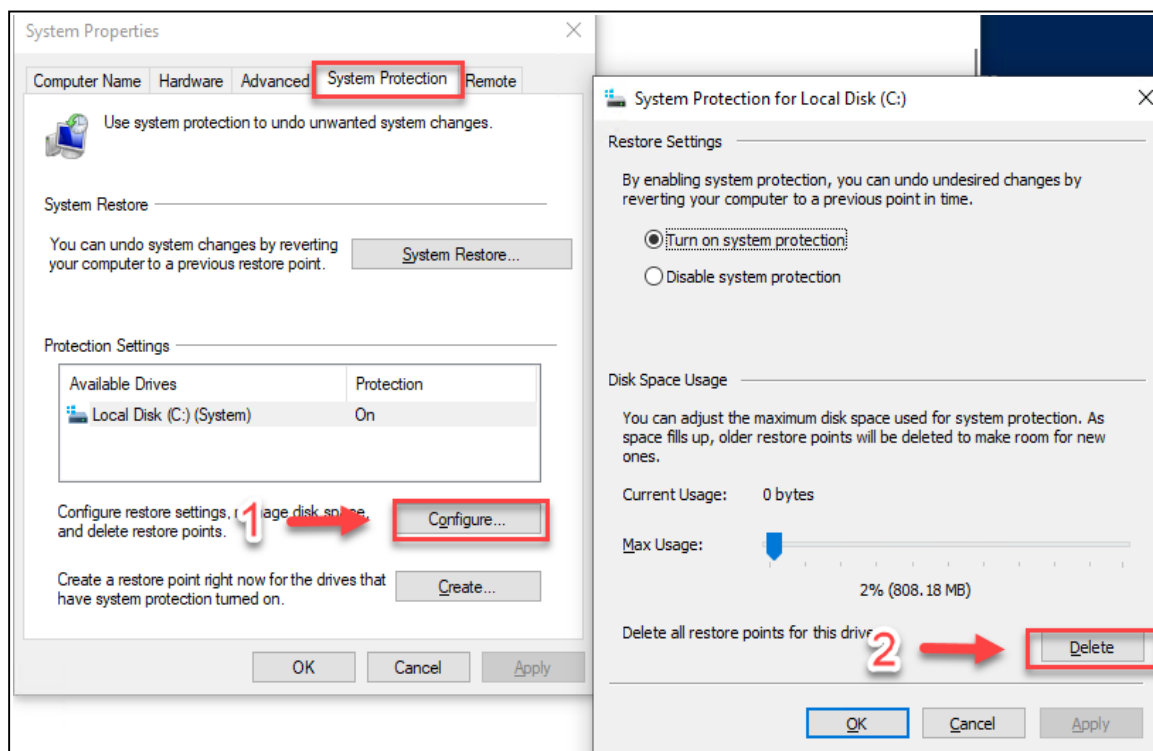 System Properties
Computer Name
Hardware
Advanced
System Protection
Remote
Use system protection to undo unwanted system changes.
System Restore
You can undo system changes by reverting
your computer to a previous restore point.
System Restore...
Protection Settings
Available Drives
Protection
Local Disk (C:) (System)
On
Configure restore settings, disk space,
and delete restore points.
1
Configure...
Create a restore point right now for the drives that
have system protection turned on.
Create...
OK
Cancel
Apply
System Protection for Local Disk (C:)
Restore Settings
By enabling system protection, you can undo undesired changes by
reverting your computer to a previous point in time.
Turn on system protection
Disable system protection
Disk Space Usage
You can adjust the maximum disk space used for system protection. As
space fills up, older restore points will be deleted to make room for new
ones.
Current Usage:
0 bytes
Max Usage:
2% (808.18 MB)
Delete all restore points for this drive
2
Delete
OK
Cancel
Apply